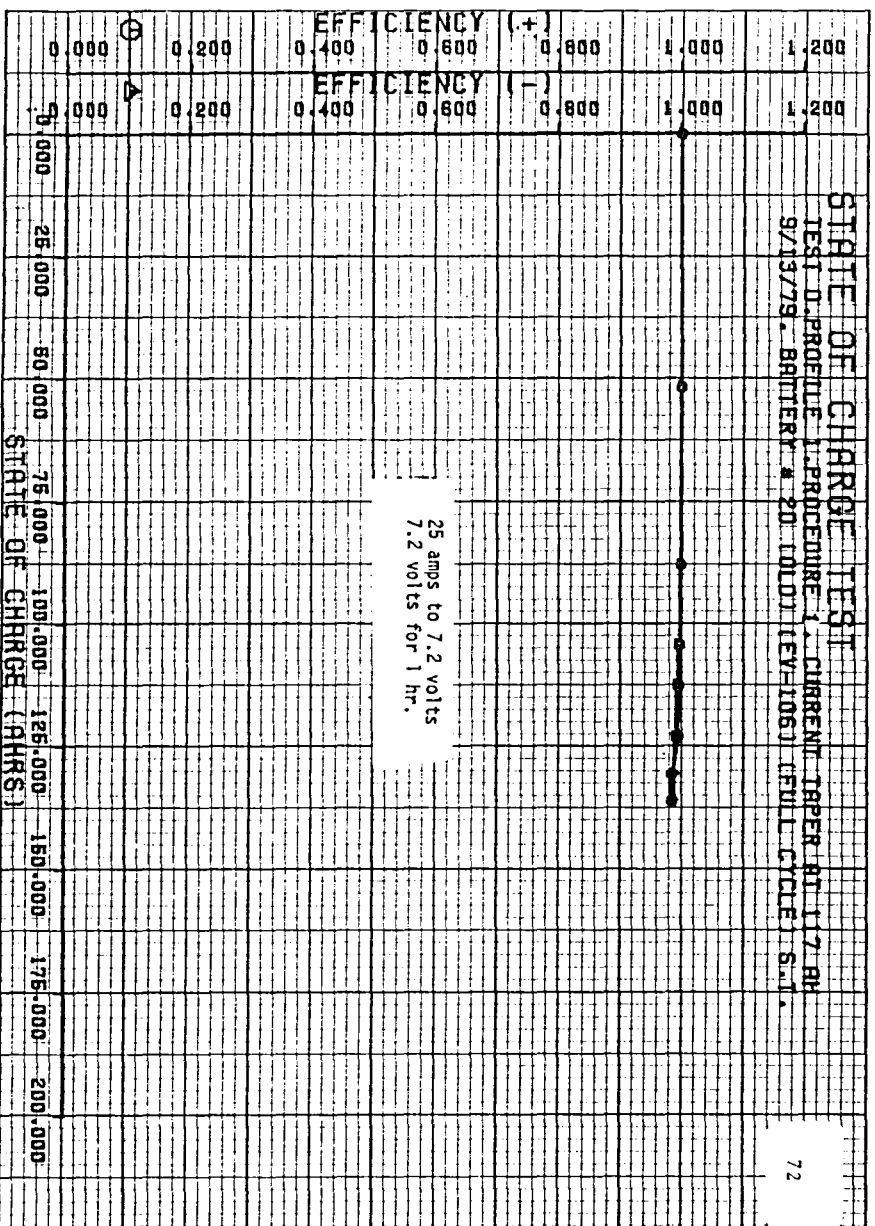 STATE OF CHARGE TEST
TEST D.PROFILE 1.PROCEDURE 1. CURRENT TAPER AT 117 AH
9/13/79. BATTERY # 20 (OLD) (EV-106) (FULL CYCLE) S.T.
72
EFFICIENCY (+)
0.000 0.200 0.400 0.600 0.800 1.000 1.200
EFFICIENCY (-)
0.000 0.200 0.400 0.600 0.800 1.000 1.200
25 amps to 7.2 volts
7.2 volts for 1 hr.
0.000 25.000 50.000 75.000 100.000 125.000 150.000 175.000 200.000
STATE OF CHARGE (AHRS)